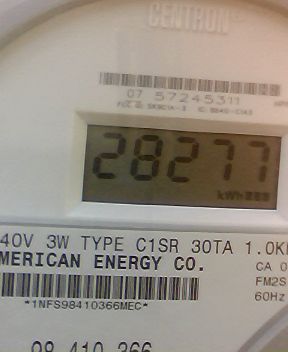 CENTRON
07 57245311
28277
kWh
40V 3W TYPE C1SR 30TA 1.0K
MERICAN ENERGY CO.
CA 0
FM2S
*1NFS98410366MEC*
60Hz
98 410 366